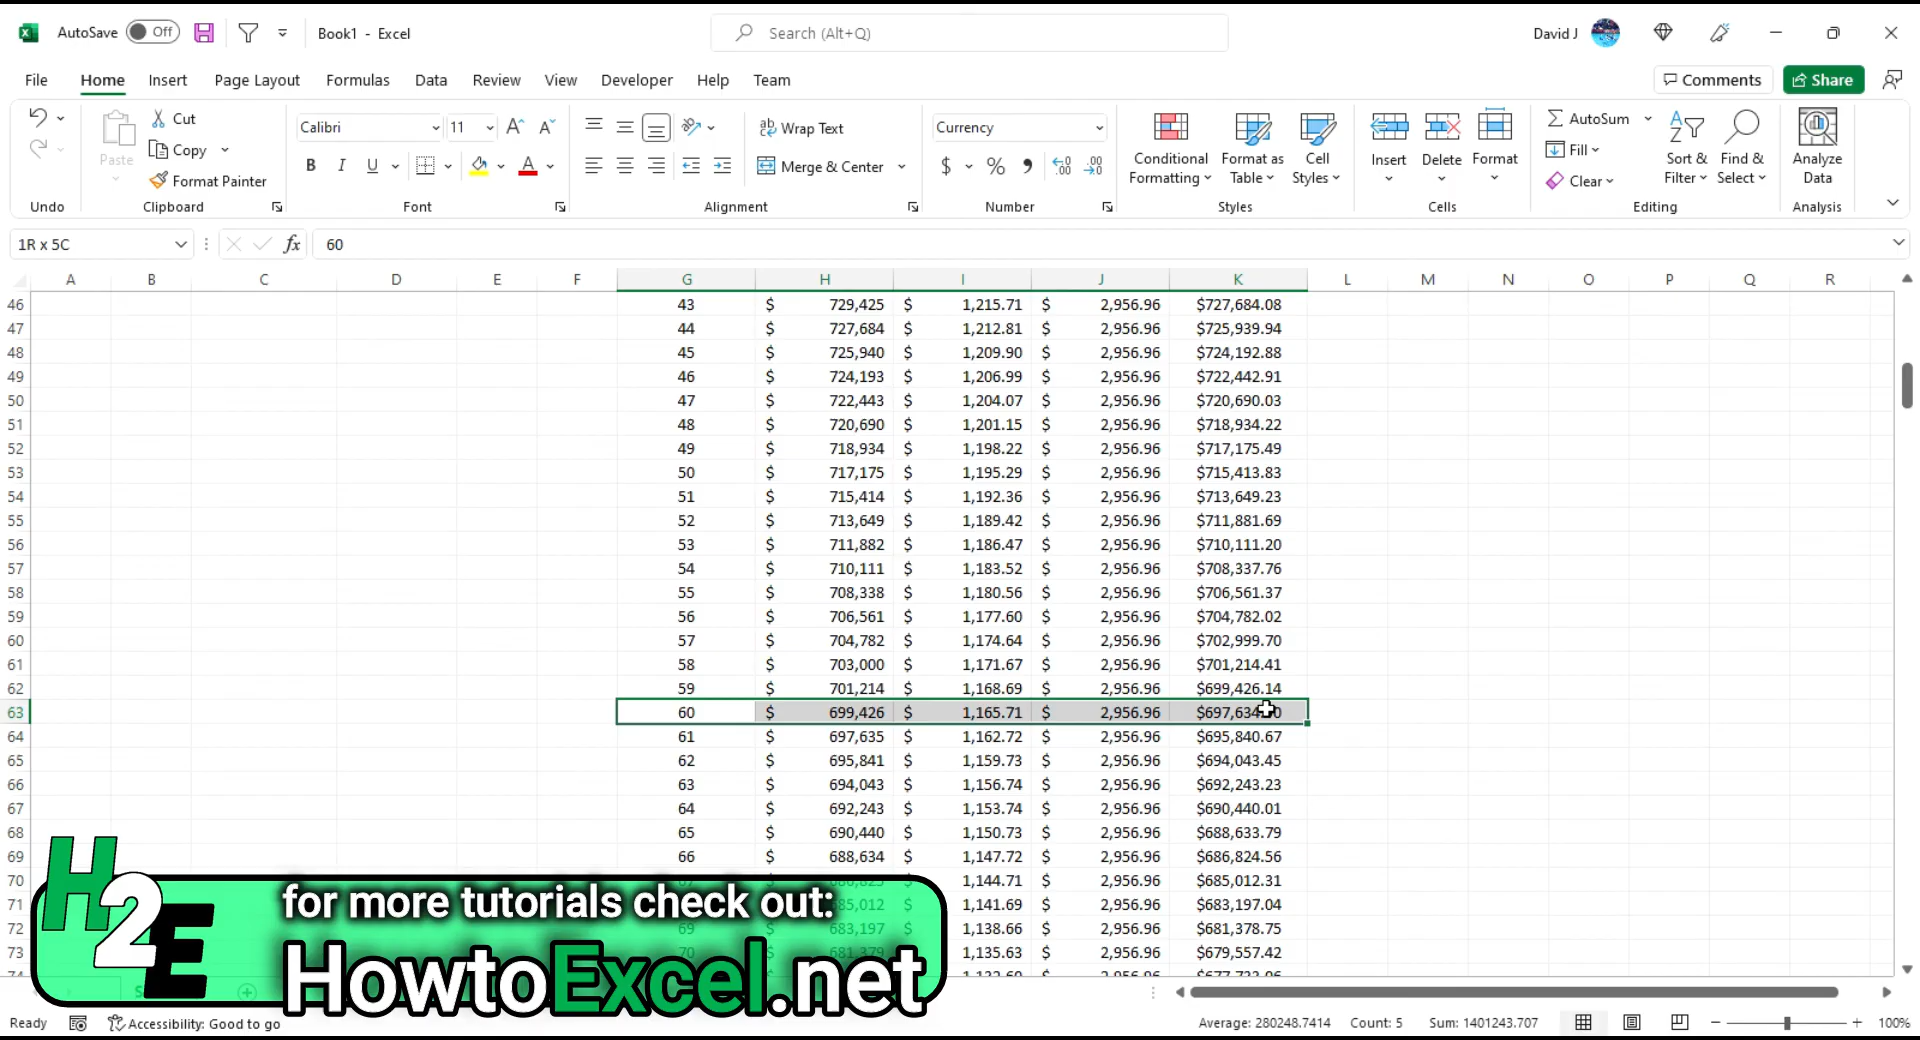 AutoSave Off Book1 - Excel Search (Alt+Q) David J
File Home Insert Page Layout Formulas Data Review View Developer Help Team Comments Share
Cut Calibri 11 Wrap Text Currency AutoSum
Paste Copy Conditional Formatting Format as Table Cell Styles Insert Delete Format Fill Sort & Filter Find & Select Analyze Data
Format Painter B I U Merge & Center $ % Clear
Undo Clipboard Font Alignment Number Styles Cells Editing Analysis
1R x 5C fx 60
A B C D E F G H I J K L M N O P Q R
46 43 $ 729,425 $ 1,215.71 $ 2,956.96 $727,684.08
47 44 $ 727,684 $ 1,212.81 $ 2,956.96 $725,939.94
48 45 $ 725,940 $ 1,209.90 $ 2,956.96 $724,192.88
49 46 $ 724,193 $ 1,206.99 $ 2,956.96 $722,442.91
50 47 $ 722,443 $ 1,204.07 $ 2,956.96 $720,690.03
51 48 $ 720,690 $ 1,201.15 $ 2,956.96 $718,934.22
52 49 $ 718,934 $ 1,198.22 $ 2,956.96 $717,175.49
53 50 $ 717,175 $ 1,195.29 $ 2,956.96 $715,413.83
54 51 $ 715,414 $ 1,192.36 $ 2,956.96 $713,649.23
55 52 $ 713,649 $ 1,189.42 $ 2,956.96 $711,881.69
56 53 $ 711,882 $ 1,186.47 $ 2,956.96 $710,111.20
57 54 $ 710,111 $ 1,183.52 $ 2,956.96 $708,337.76
58 55 $ 708,338 $ 1,180.56 $ 2,956.96 $706,561.37
59 56 $ 706,561 $ 1,177.60 $ 2,956.96 $704,782.02
60 57 $ 704,782 $ 1,174.64 $ 2,956.96 $702,999.70
61 58 $ 703,000 $ 1,171.67 $ 2,956.96 $701,214.41
62 59 $ 701,214 $ 1,168.69 $ 2,956.96 $699,426.14
63 60 $ 699,426 $ 1,165.71 $ 2,956.96
64 61 $ 697,635 $ 1,162.72 $ 2,956.96 $695,840.67
65 62 $ 695,841 $ 1,159.73 $ 2,956.96 $694,043.45
66 63 $ 694,043 $ 1,156.74 $ 2,956.96 $692,243.23
67 64 $ 692,243 $ 1,153.74 $ 2,956.96 $690,440.01
68 65 $ 690,440 $ 1,150.73 $ 2,956.96 $688,633.79
69 66 $ 688,634 $ 1,147.72 $ 2,956.96 $686,824.56
70 1,144.71 $ 2,956.96 $685,012.31
71 1,141.69 $ 2,956.96 $683,197.04
72 69 683,197 1,138.66 $ 2,956.96 $681,378.75
73 70 681,379 1,135.63 $ 2,956.96 $679,557.42
H2E
for more tutorials check out:
HowtoExcel.net
Ready Accessibility: Good to go Average: 280248.7414 Count: 5 Sum: 1401243.707 100%